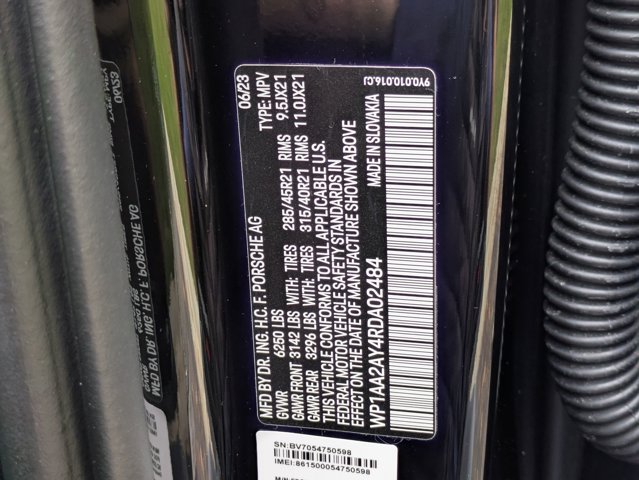 MFD BY DR. ING. H.C. F. PORSCHE AG 06/23
GVWR 6250 LBS TYPE: MPV
GAWR FRONT 3142 LBS WITH: TIRES 285/45R21 RIMS 9.5JX21
GAWR REAR 3296 LBS WITH: TIRES 315/40R21 RIMS 11.0JX21
THIS VEHICLE CONFORMS TO ALL APPLICABLE U.S.
FEDERAL MOTOR VEHICLE SAFETY STANDARDS IN
EFFECT ON THE DATE OF MANUFACTURE SHOWN ABOVE
WP1AA2AY4RDA02484 MADE IN SLOVAKIA
9Y0.010.016.CJ
SN:BV7054750598
IMEI:861500054750598